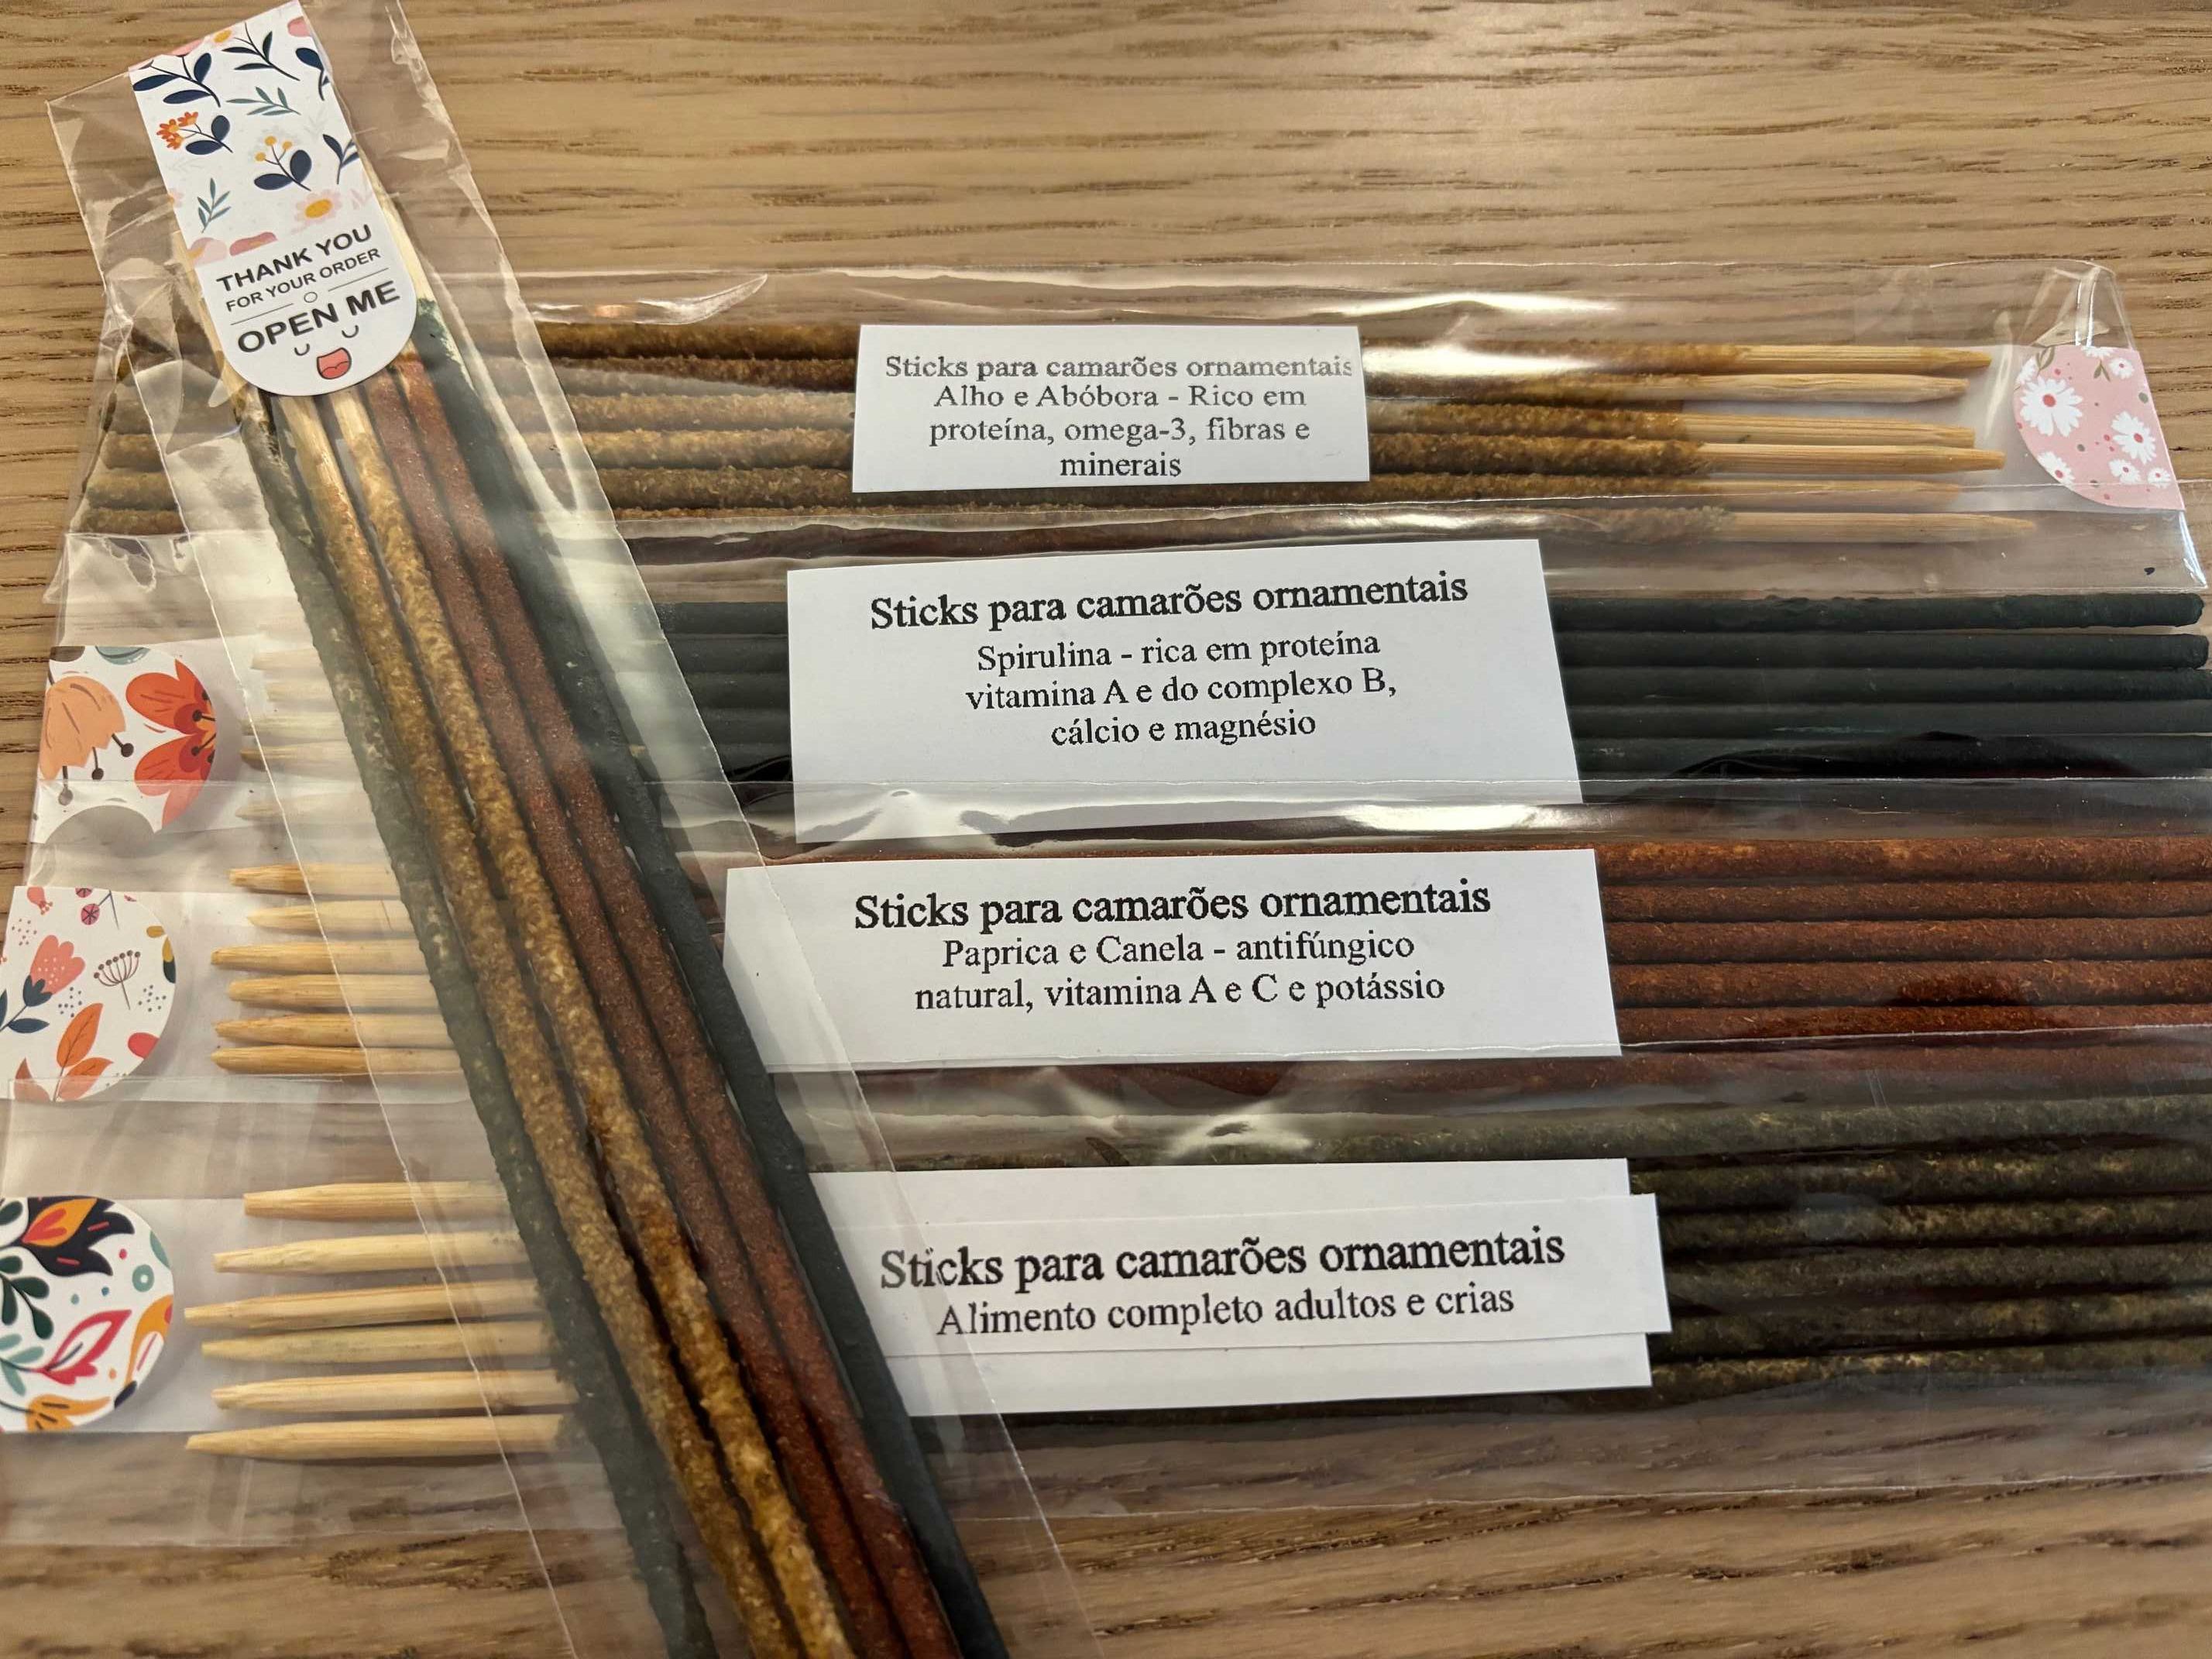 THANK YOU
FOR YOUR ORDER
OPEN ME
Sticks para camarões ornamentais
Alho e Abóbora - Rico em
proteína, omega-3, fibras e
minerais
Sticks para camarões ornamentais
Spirulina - rica em proteína
vitamina A e do complexo B,
cálcio e magnésio
Sticks para camarões ornamentais
Paprica e Canela - antifúngico
natural, vitamina A e C e potássio
Sticks para camarões ornamentais
Alimento completo adultos e crias